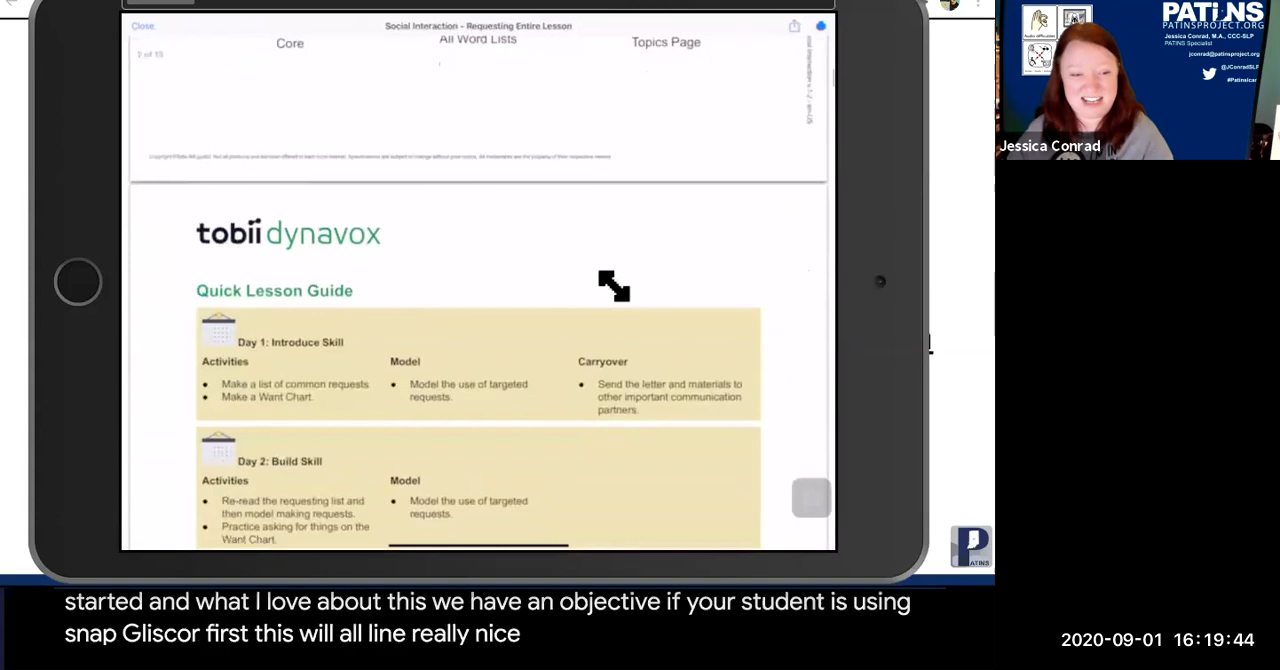 Close
Social Interaction - Requesting Entire Lesson
Core
All Word Lists
Topics Page
2 of 15
tobii dynavox
Quick Lesson Guide
Day 1: Introduce Skill
Activities
Model
Carryover
• Make a list of common requests
• Make a Want Chart.
• Model the use of targeted
requests.
• Send the letter and materials to
other important communication
partners.
Day 2: Build Skill
Activities
Model
• Re-read the requesting list and
then model making requests.
• Practice asking for things on the
Want Chart.
• Model the use of targeted
requests.
PATINS
PATINSPROJECT.ORG
Jessica Conrad, M.A., CCC-SLP
PATINS Specialist
jconrad@patinsproject.org
@JConradSLP
#PatinsIcam
Jessica Conrad
PATINS
started and what I love about this we have an objective if your student is using
snap Gliscor first this will all line really nice
2020-09-01 16:19:44